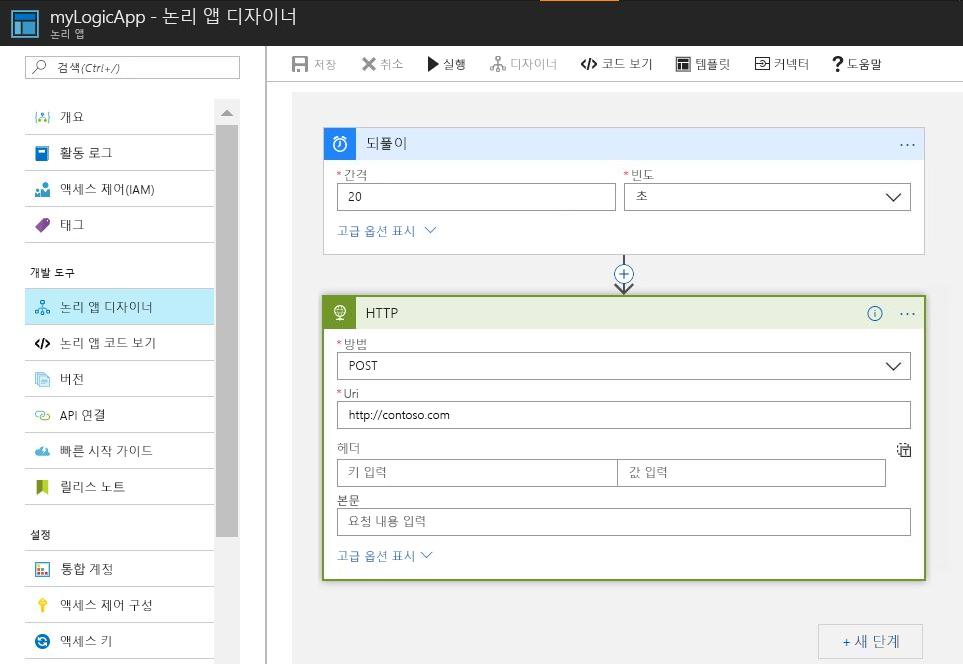 myLogicApp - 논리 앱 디자이너
논리 앱
검색(Ctrl+/)
개요
활동 로그
액세스 제어(IAM)
태그
개발 도구
논리 앱 디자이너
논리 앱 코드 보기
버전
API 연결
빠른 시작 가이드
릴리스 노트
설정
통합 계정
액세스 제어 구성
액세스 키
저장 취소 실행 디자이너 코드 보기 템플릿 커넥터 도움말
되풀이
* 간격 * 빈도
20 초
고급 옵션 표시
HTTP
* 방법
POST
* Uri
http://contoso.com
헤더
키 입력 값 입력
본문
요청 내용 입력
고급 옵션 표시
+ 새 단계